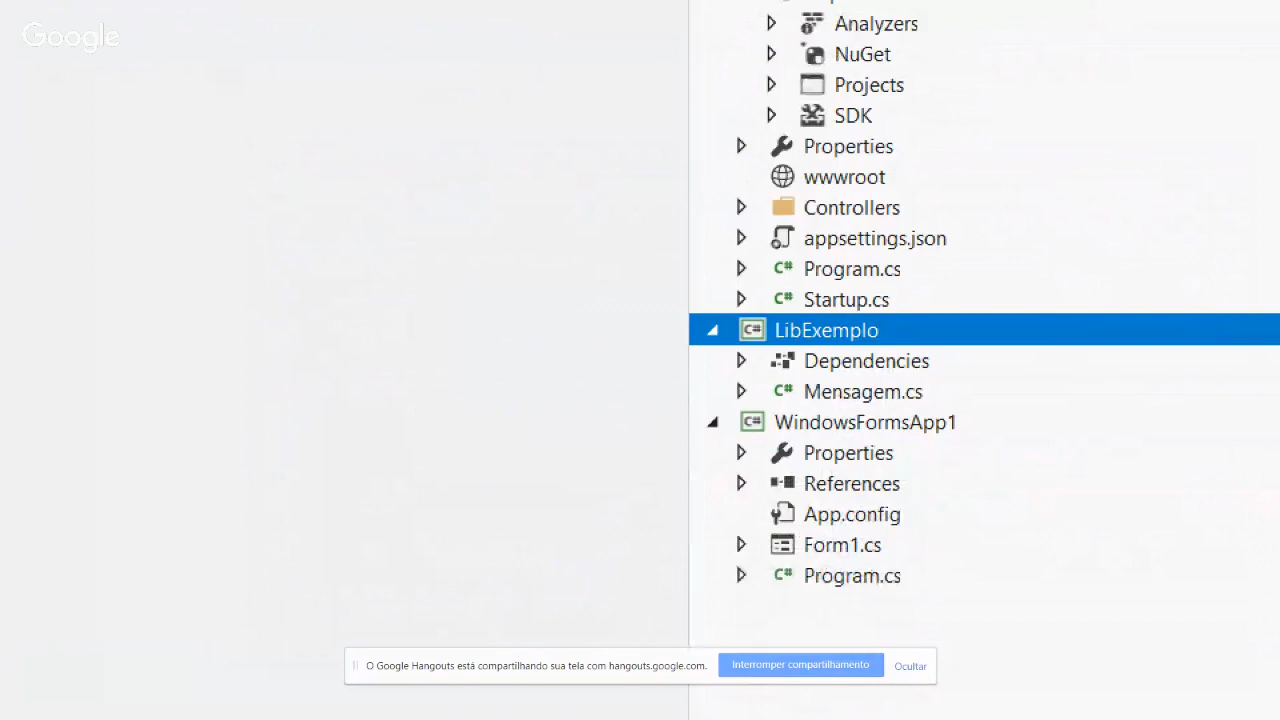 Google
Analyzers
NuGet
Projects
SDK
Properties
wwwroot
Controllers
appsettings.json
C# Program.cs
C# Startup.cs
C# LibExemplo
Dependencies
C# Mensagem.cs
C# WindowsFormsApp1
Properties
References
App.config
Form1.cs
C# Program.cs
O Google Hangouts está compartilhando sua tela com hangouts.google.com. Interromper compartilhamento Ocultar